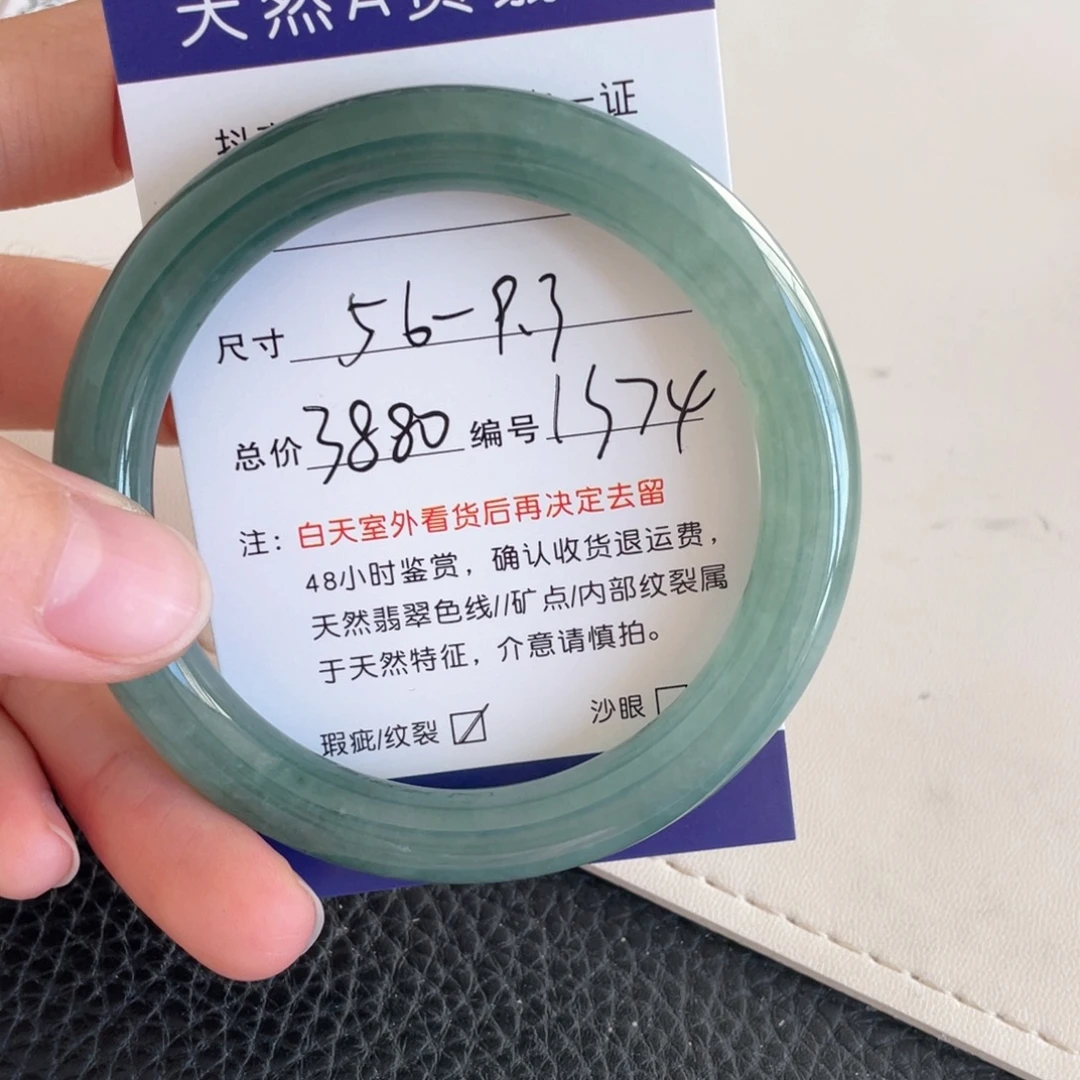 天然A货翡
一证
尺寸 56-9.3
总价 3880 编号 1574
注：白天室外看货后再决定去留
48小时鉴赏，确认收货退运费，
天然翡翠色线//矿点/内部纹裂属
于天然特征，介意请慎拍。
瑕疵/纹裂 ☑ 沙眼 ☐